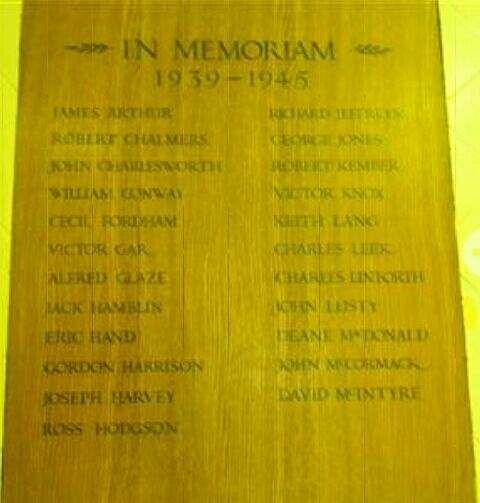 IN MEMORIAM
1939-1945
JAMES ARTHUR
ROBERT CHALMERS
JOHN CHARLESWORTH
WILLIAM CONWAY
CECIL FORDHAM
VICTOR GAR
ALFRED GLAZE
JACK HAMBLIN
ERIC HAND
GORDON HARRISON
JOSEPH HARVEY
ROSS HODGSON
RICHARD JEFFREYS
GEORGE JONES
ROBERT KEMBER
VICTOR KNOX
KEITH LANG
CHARLES LEEK
CHARLES LINFORTH
JOHN LUSTY
DEANE McDONALD
JOHN McCORMACK
DAVID McINTYRE